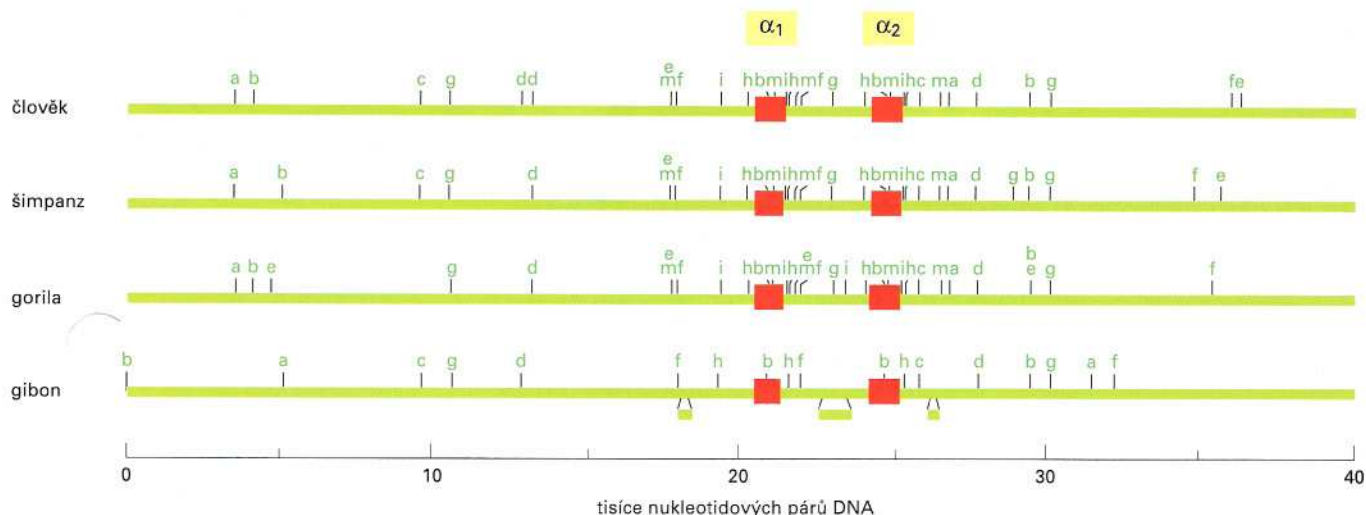 α1 α2
e
a b c g dd mf i hbmihmf g hbmihc ma d b g fe
člověk
e
a b c g d mf i hbmihmf g hbmihc ma d g b g f e
šimpanz
e e b
a b e g d mf i hbmihmf g i hbmihc ma d e g f
gorila
b a c g d f h b h f b h c d b g a f
gibon
0 10 20 30 40
tisíce nukleotidových párů DNA